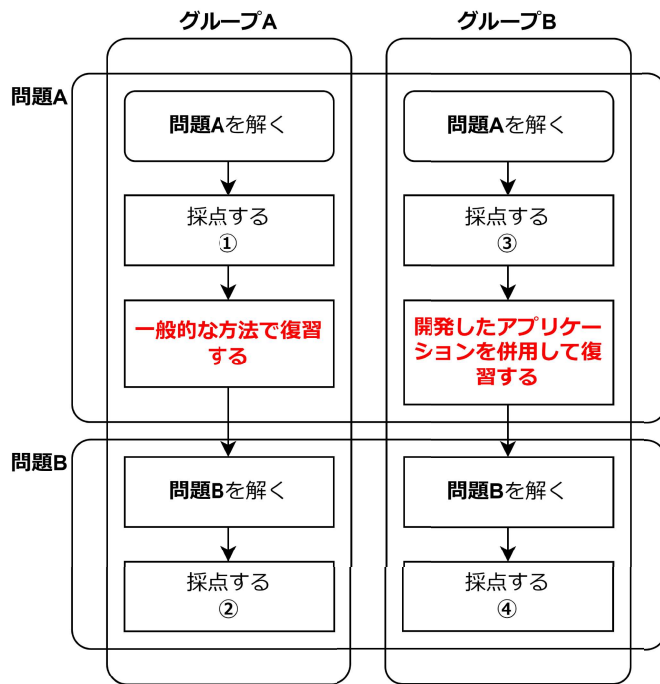 グループA
グループB
問題A
問題Aを解く
採点する
①
一般的な方法で復習
する
問題Aを解く
採点する
③
開発したアプリケー
ションを併用して復
習する
問題B
問題Bを解く
採点する
②
問題Bを解く
採点する
④